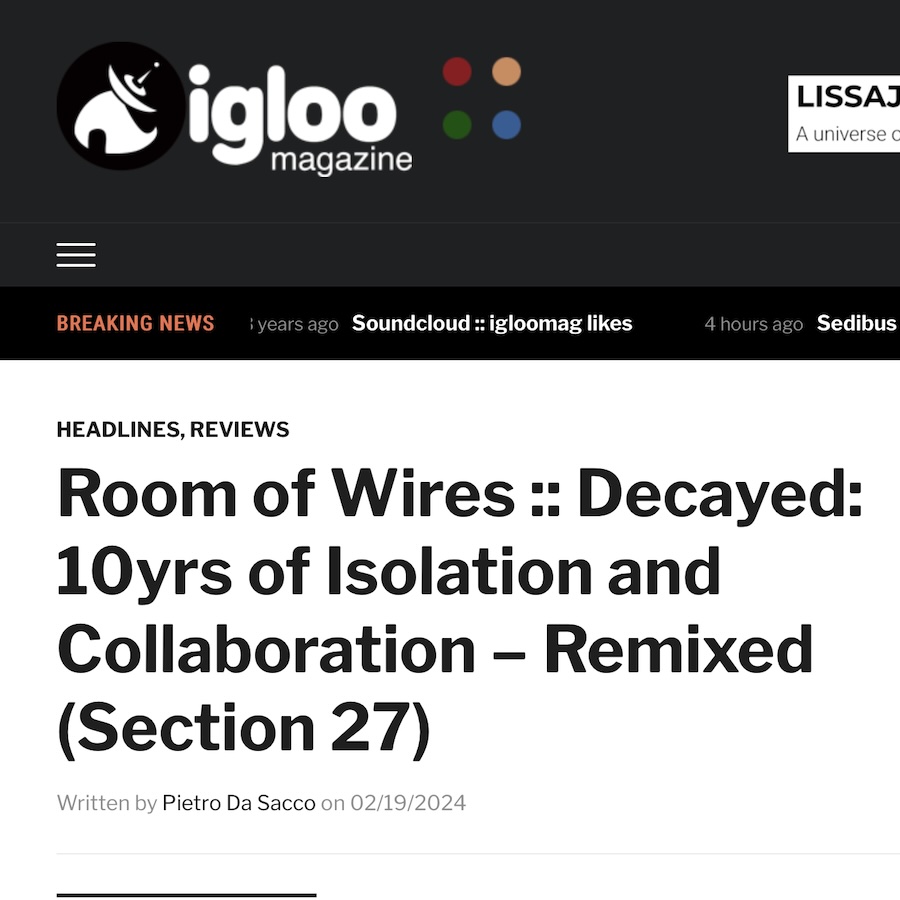 igloo
magazine
LISSAJ
A universe o
BREAKING NEWS years ago Soundcloud :: igloomag likes 4 hours ago Sedibus
HEADLINES, REVIEWS
Room of Wires :: Decayed:
10yrs of Isolation and
Collaboration – Remixed
(Section 27)
Written by Pietro Da Sacco on 02/19/2024